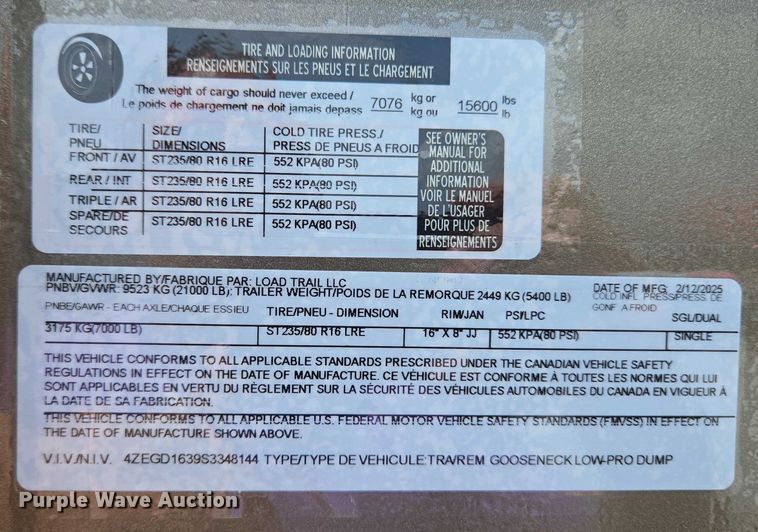 TIRE AND LOADING INFORMATION
RENSEIGNEMENTS SUR LES PNEUS ET LE CHARGEMENT
The weight of cargo should never exceed / 7076 kg or 15600 lbs
Le poids de chargement ne doit jamais depass kg ou lb
TIRE/ SIZE/ COLD TIRE PRESS./
PNEU DIMENSIONS PRESS DE PNEUS A FROID
FRONT / AV ST235/80 R16 LRE 552 KPA(80 PSI)
REAR / INT ST235/80 R16 LRE 552 KPA(80 PSI)
TRIPLE / AR ST235/80 R16 LRE 552 KPA(80 PSI)
SPARE/DE SECOURS ST235/80 R16 LRE 552 KPA(80 PSI)
SEE OWNER'S
MANUAL FOR
ADDITIONAL
INFORMATION
VOIR LE MANUEL
DE L'USAGER
POUR PLUS DE
RENSEIGNEMENTS
MANUFACTURED BY/FABRIQUE PAR: LOAD TRAIL LLC DATE OF MFG 2/12/2025
PNBV/GVWR: 9523 KG (21000 LB): TRAILER WEIGHT/POIDS DE LA REMORQUE 2449 KG (5400 LB) COLD INFL. PRESS/PRESS. DE
PNBE/GAWR - EACH AXLE/CHAQUE ESSIEU TIRE/PNEU - DIMENSION RIM/JAN PSI/LPC GONF. A FROID SGL/DUAL
3175 KG(7000 LB) ST235/80 R16 LRE 16" X 8" JJ 552 KPA(80 PSI) SINGLE
THIS VEHICLE CONFORMS TO ALL APPLICABLE STANDARDS PRESCRIBED UNDER THE CANADIAN VEHICLE SAFETY
REGULATIONS IN EFFECT ON THE DATE OF MANUFACTURE. CE VÉHICULE EST CONFORME À TOUTES LES NORMES QUI LUI
SONT APPLICABLES EN VERTU DU RÈGLEMENT SUR LA SÉCURITÉ DES VÉHICULES AUTOMOBILES DU CANADA EN VIGUEUR À
LA DATE DE SA FABRICATION.
THIS VEHICLE CONFORMS TO ALL APPLICABLE U.S. FEDERAL MOTOR VEHICLE SAFETY STANDARDS (FMVSS) IN EFFECT ON
THE DATE OF MANUFACTURE SHOWN ABOVE.
V.I.V/N.I.V. 4ZEGD1639S3348144 TYPE/TYPE DE VEHICULE:TRA/REM GOOSENECK LOW-PRO DUMP
Purple Wave Auction